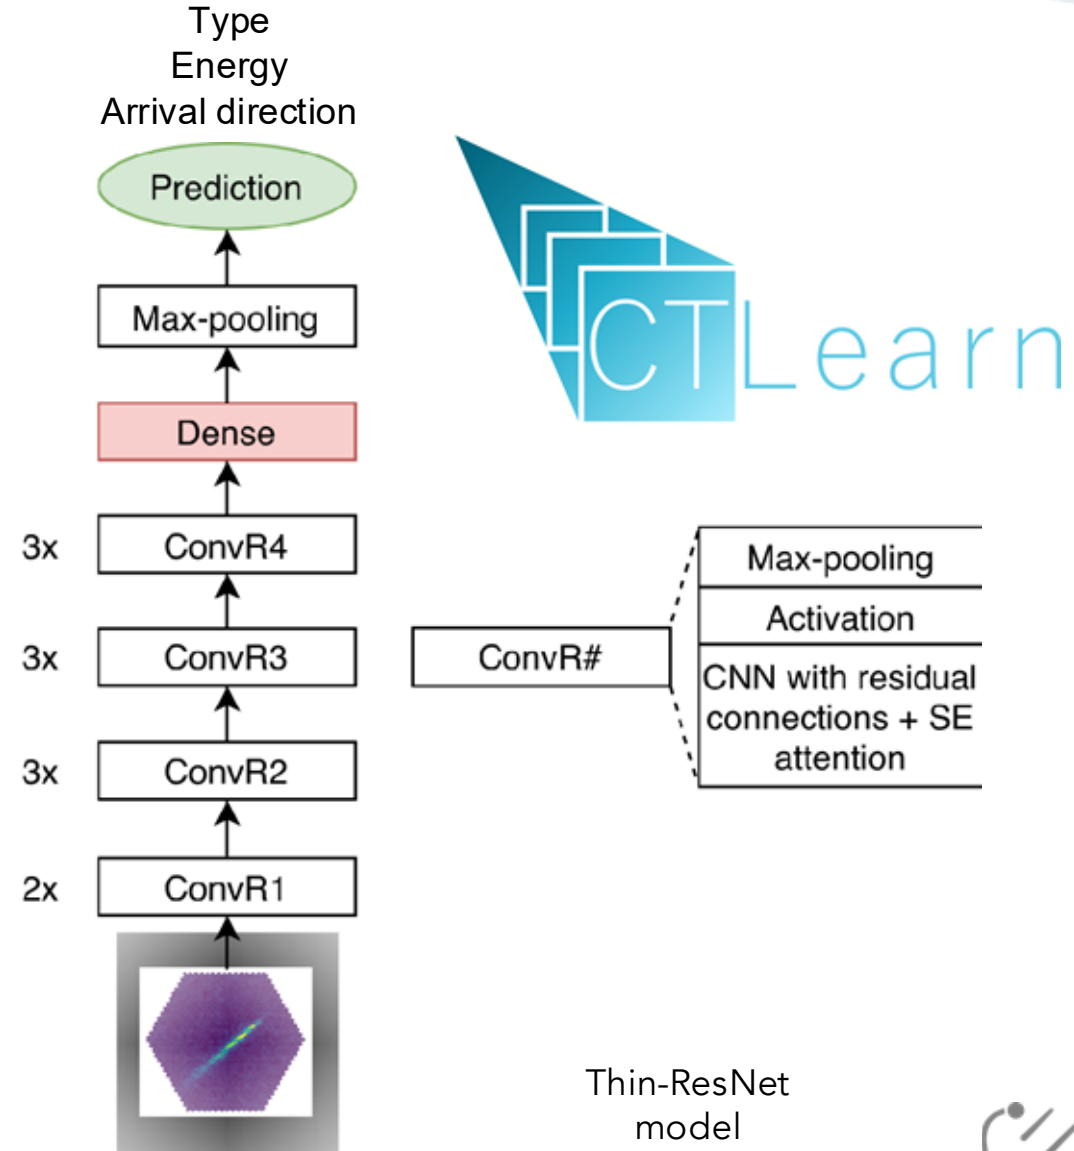 Type
Energy
Arrival direction
Prediction
Max-pooling
Dense
3x ConvR4
3x ConvR3
3x ConvR2
2x ConvR1
CTLearn
ConvR#
Max-pooling
Activation
CNN with residual
connections + SE
attention
Thin-ResNet
model